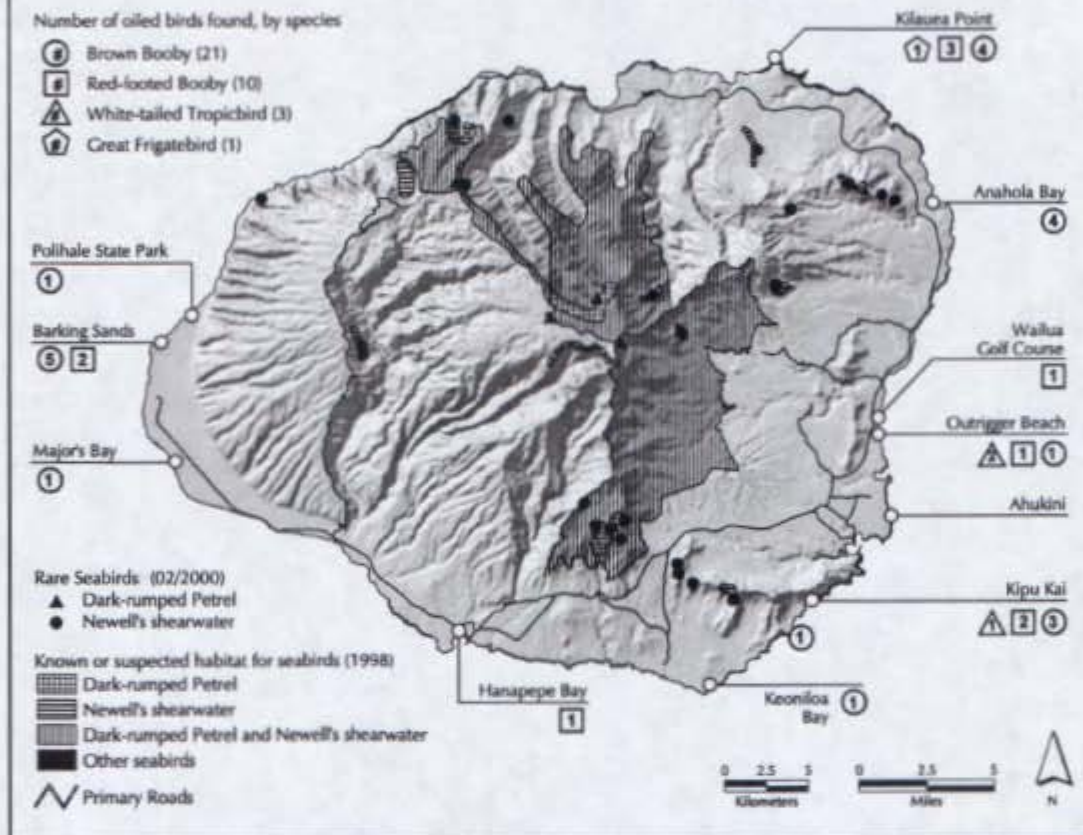 Number of oiled birds found, by species
# Brown Booby (21)
# Red-footed Booby (10)
# White-tailed Tropicbird (3)
# Great Frigatebird (1)
Kilauea Point
1 3 4
Anahola Bay
4
Polihale State Park
1
Barking Sands
5 2
Wailua
Golf Course
1
Major's Bay
1
Outrigger Beach
1 1
Ahukini
Kipu Kai
1 2 3
1
Keoniloa
Bay
1
Hanapepe Bay
1
Rare Seabirds (02/2000)
Dark-rumped Petrel
Newell's shearwater
Known or suspected habitat for seabirds (1998)
Dark-rumped Petrel
Newell's shearwater
Dark-rumped Petrel and Newell's shearwater
Other seabirds
Primary Roads
0 2.5 5
Kilometers
0 2.5 5
Miles
N